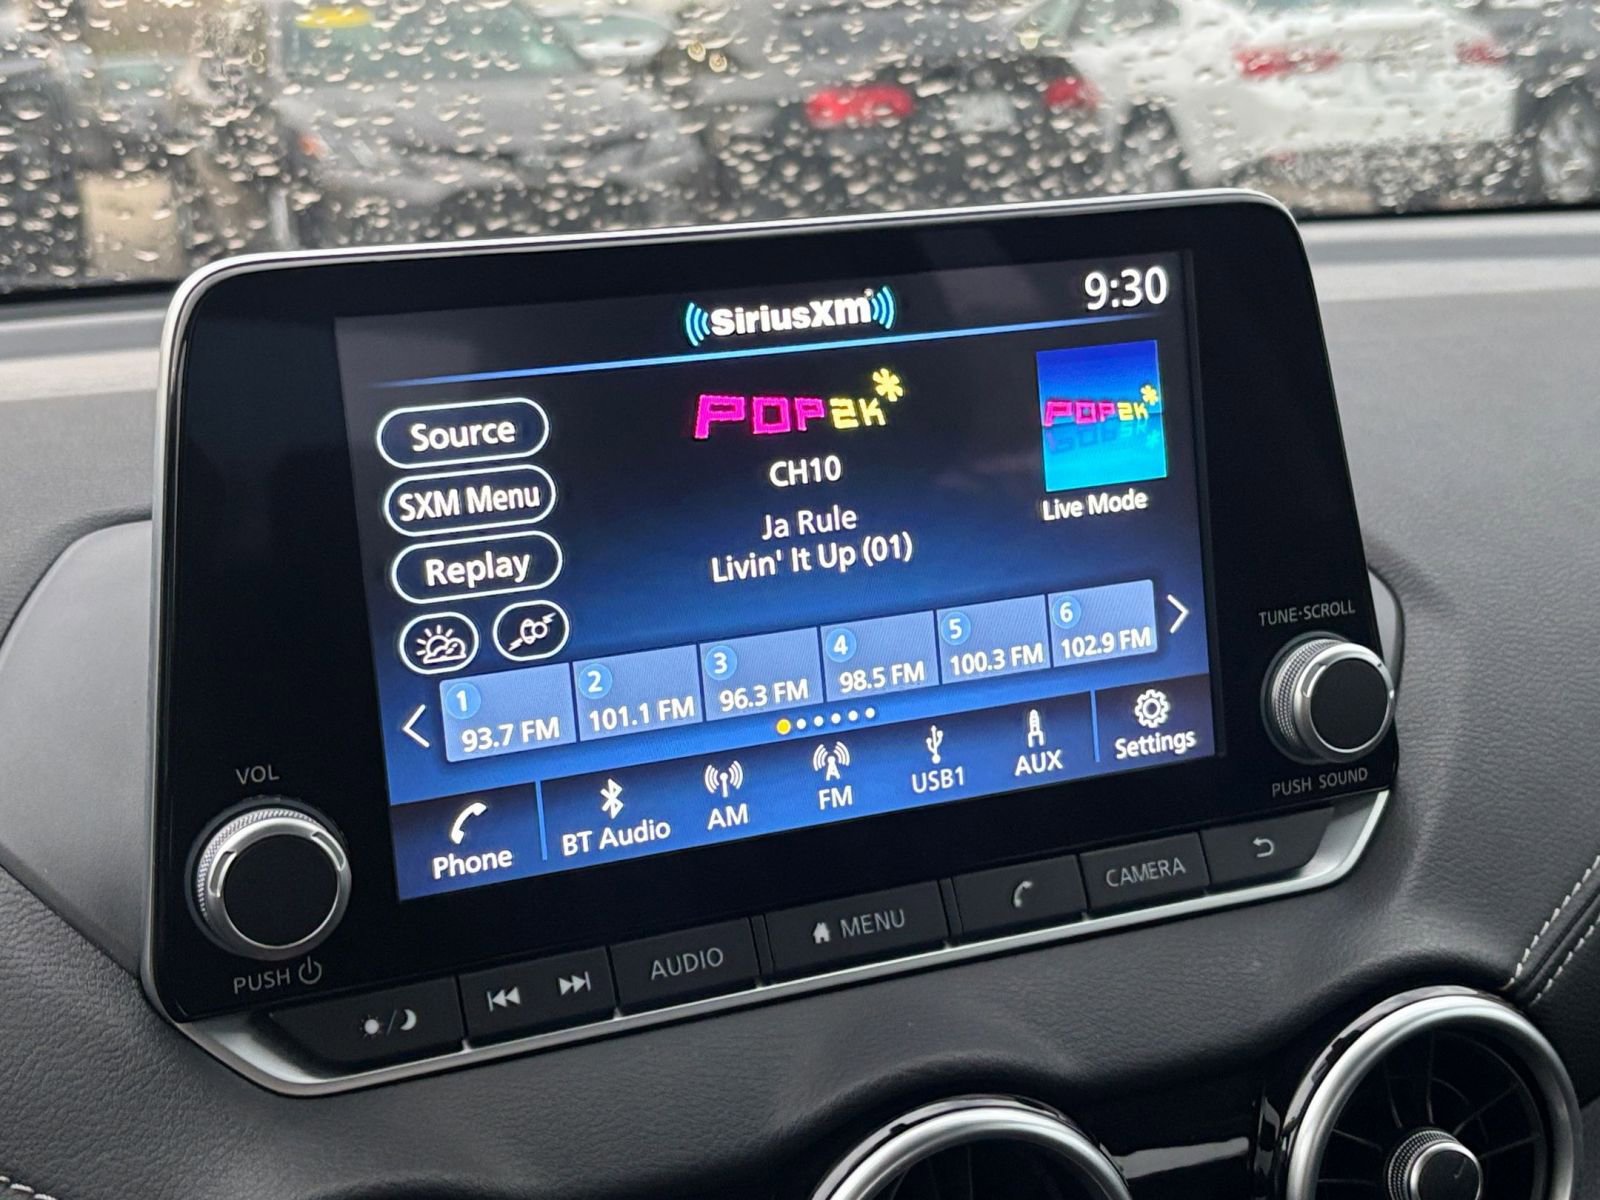 SiriusXM
9:30
Source
SXM Menu
Replay
POP2K*
CH10
Ja Rule
Livin' It Up (01)
POP2K*
Live Mode
1
93.7 FM
2
101.1 FM
3
96.3 FM
4
98.5 FM
5
100.3 FM
6
102.9 FM
Phone
BT Audio
AM
FM
USB1
AUX
Settings
VOL
PUSH
TUNE·SCROLL
PUSH SOUND
AUDIO
MENU
CAMERA